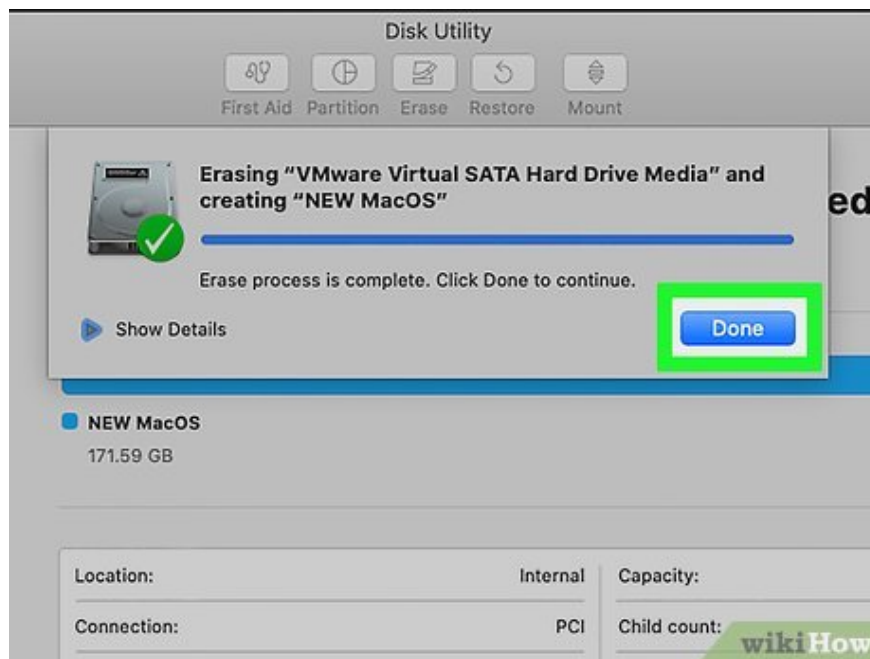 Disk Utility
First Aid Partition Erase Restore Mount
Erasing “VMware Virtual SATA Hard Drive Media” and
creating “NEW MacOS”
ed
Erase process is complete. Click Done to continue.
Show Details
Done
NEW MacOS
171.59 GB
Location: Internal Capacity:
Connection: PCI Child count:
wikiHow